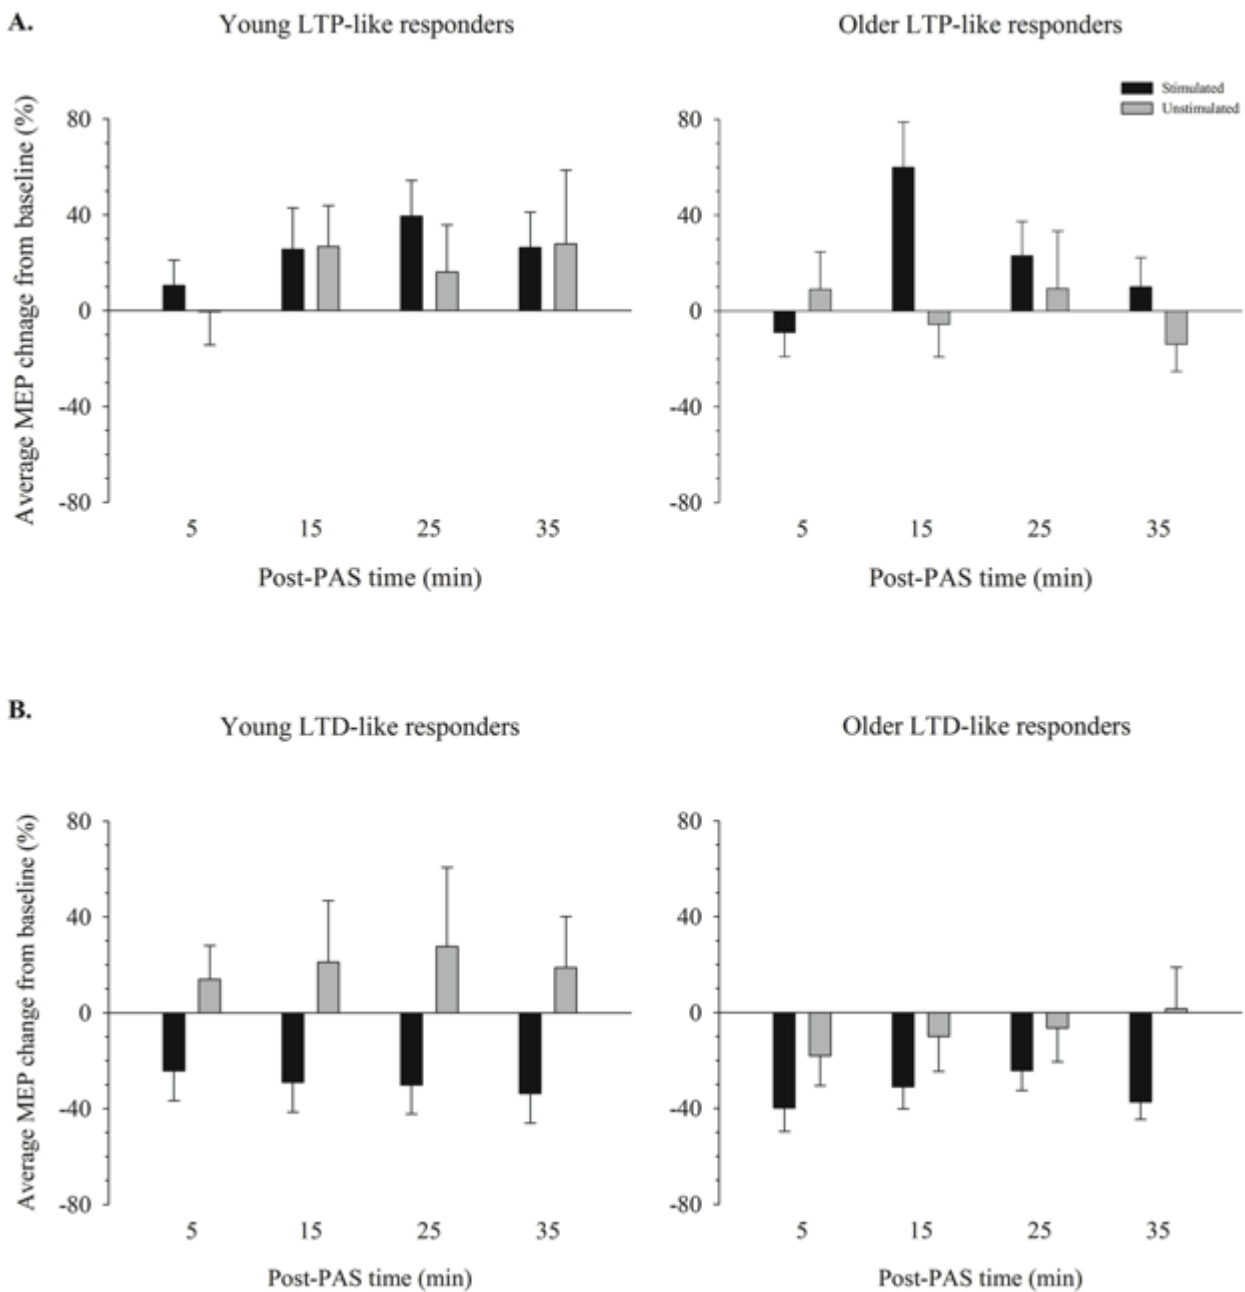 A.
Young LTP-like responders
Older LTP-like responders
Stimulated
Unstimulated
Average MEP chnage from baseline (%)
80
40
0
-40
-80
5 15 25 35
Post-PAS time (min)
80
40
0
-40
-80
5 15 25 35
Post-PAS time (min)
B.
Young LTD-like responders
Older LTD-like responders
Average MEP change from baseline (%)
80
40
0
-40
-80
5 15 25 35
Post-PAS time (min)
80
40
0
-40
-80
5 15 25 35
Post-PAS time (min)